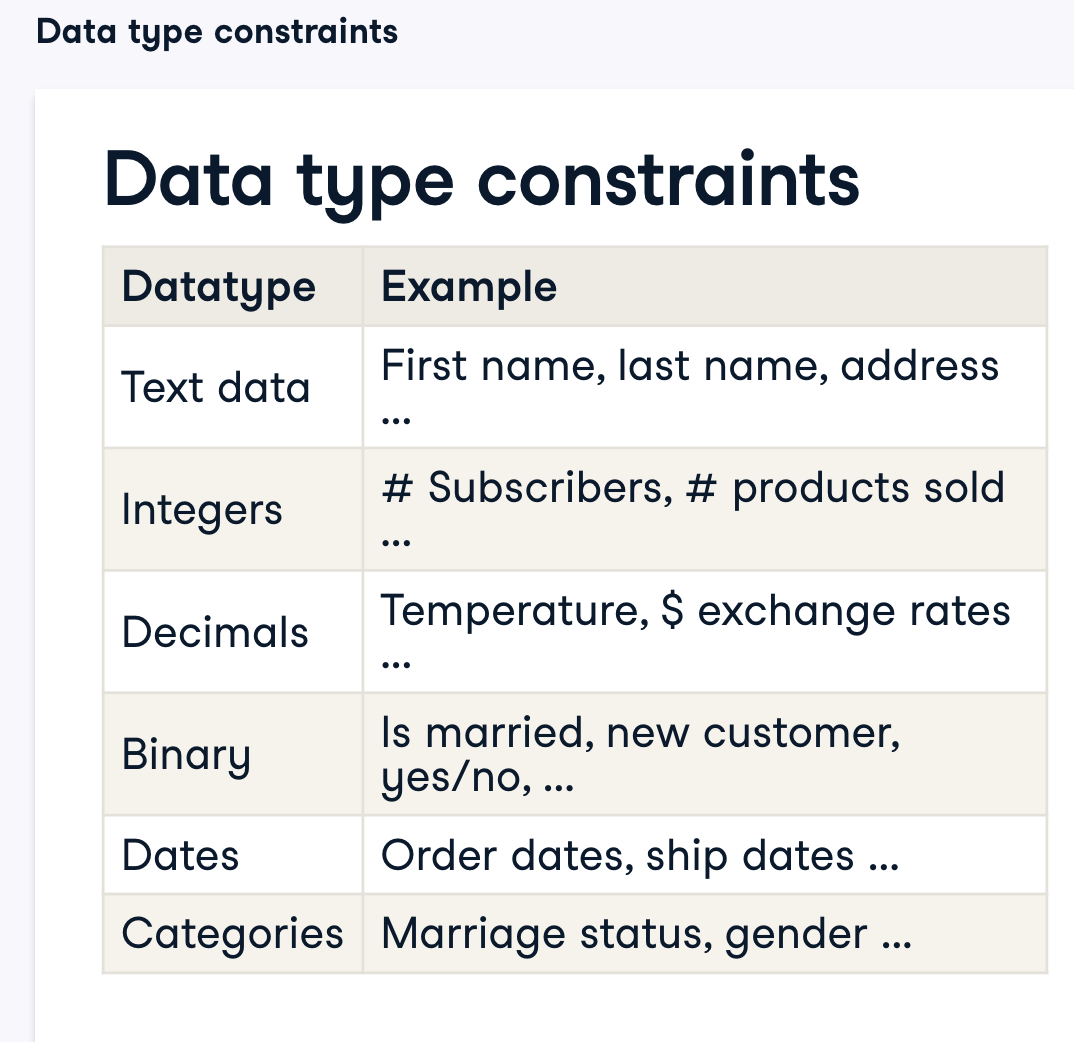 Data type constraints
Data type constraints
Datatype
Example
Text data
First name, last name, address
...
Integers
# Subscribers, # products sold
...
Decimals
Temperature, $ exchange rates
...
Binary
Is married, new customer,
yes/no, ...
Dates
Order dates, ship dates ...
Categories
Marriage status, gender ...